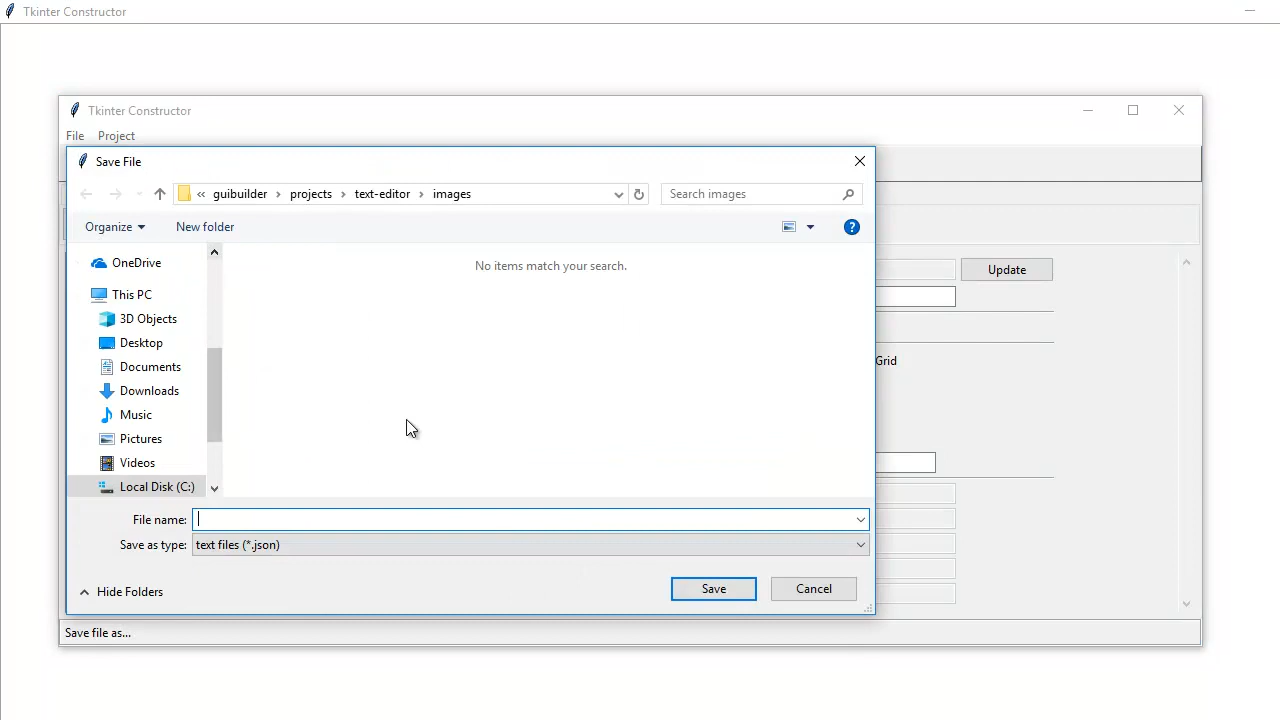 Tkinter Constructor
Tkinter Constructor
File Project
Save File
« guibuilder › projects › text-editor › images
Search images
Organize
New folder
OneDrive
This PC
3D Objects
Desktop
Documents
Downloads
Music
Pictures
Videos
Local Disk (C:)
No items match your search.
Update
Grid
File name:
Save as type: text files (*.json)
Hide Folders
Save
Cancel
Save file as...